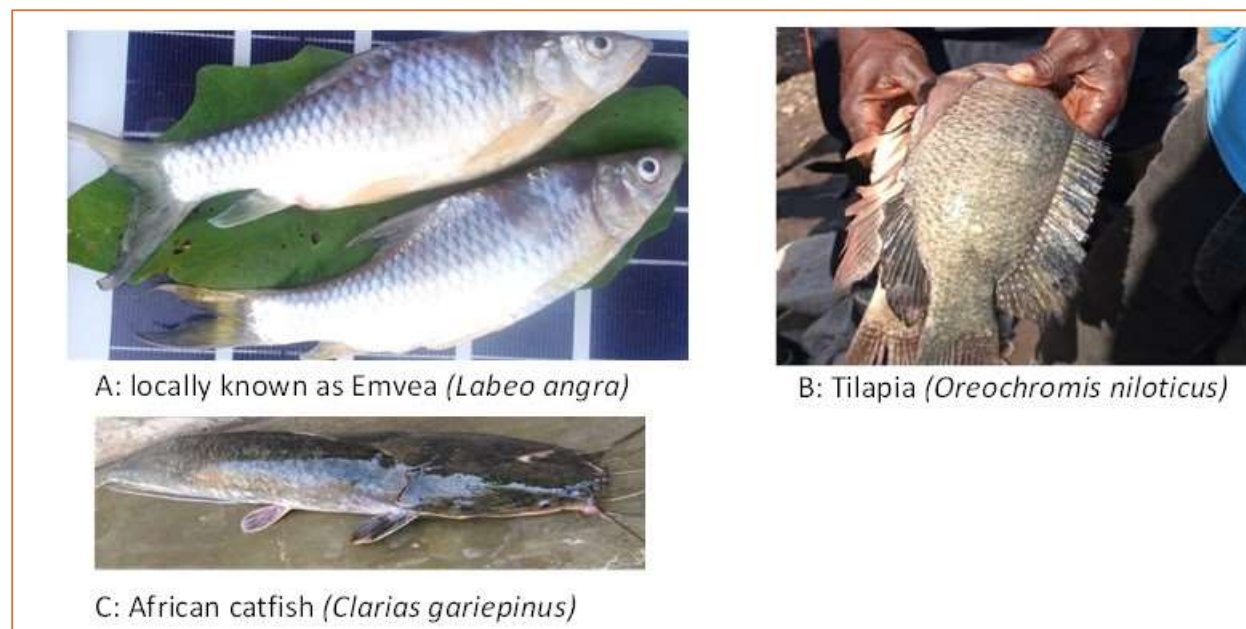 A: locally known as Emvea (Labeo angra)
B: Tilapia (Oreochromis niloticus)
C: African catfish (Clarias gariepinus)